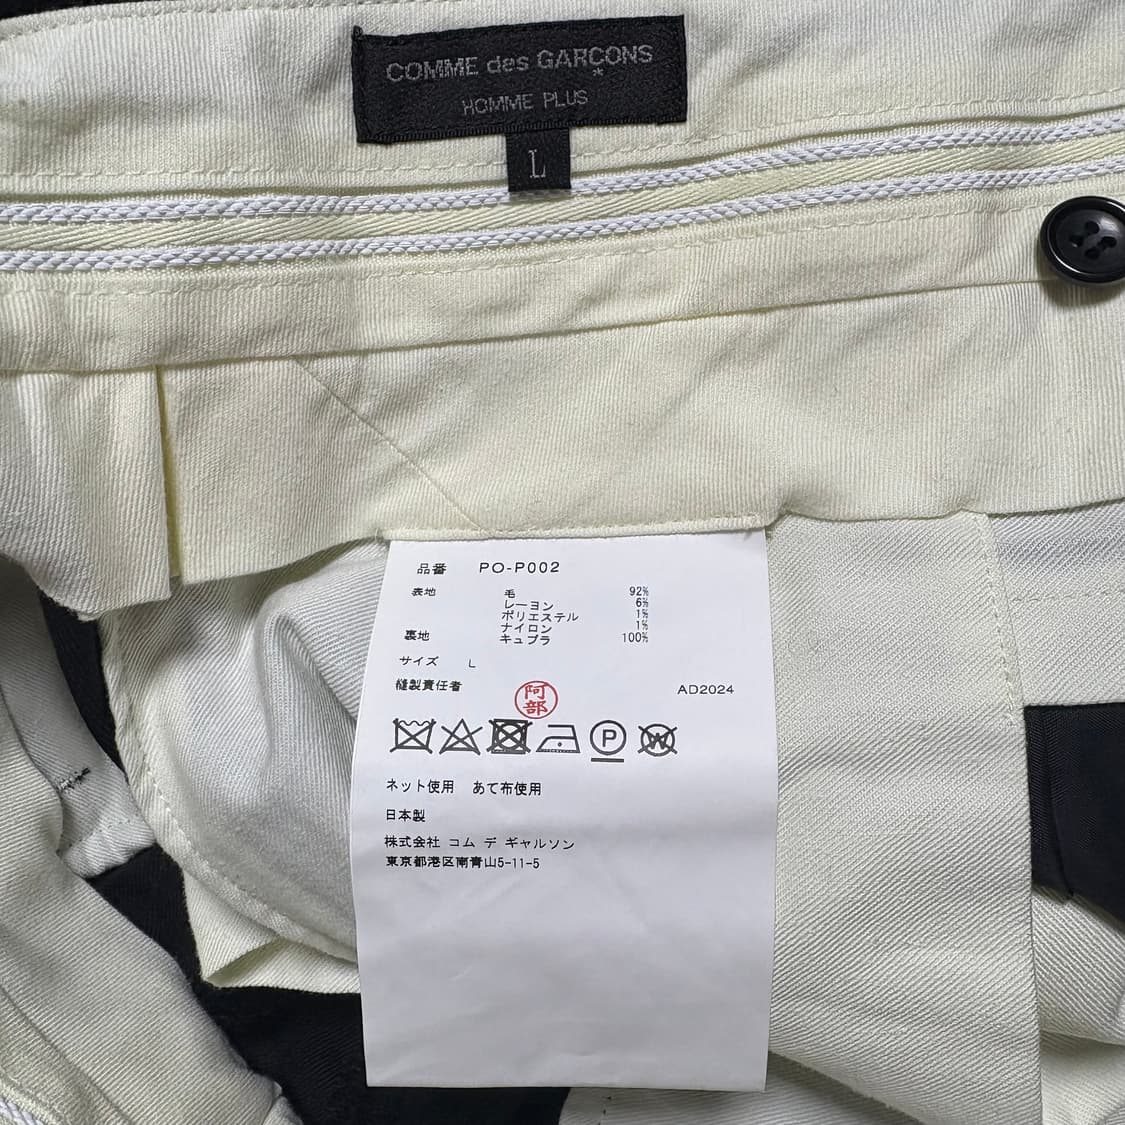 COMME des GARÇONS
HOMME PLUS
L
品番 PO-P002
表地 毛 92%
レーヨン 6%
ポリエステル 1%
ナイロン 1%
裏地 キュプラ 100%
サイズ L
縫製責任者 阿部 AD2024
P W
ネット使用 あて布使用
日本製
株式会社 コム デ ギャルソン
東京都港区南青山5-11-5